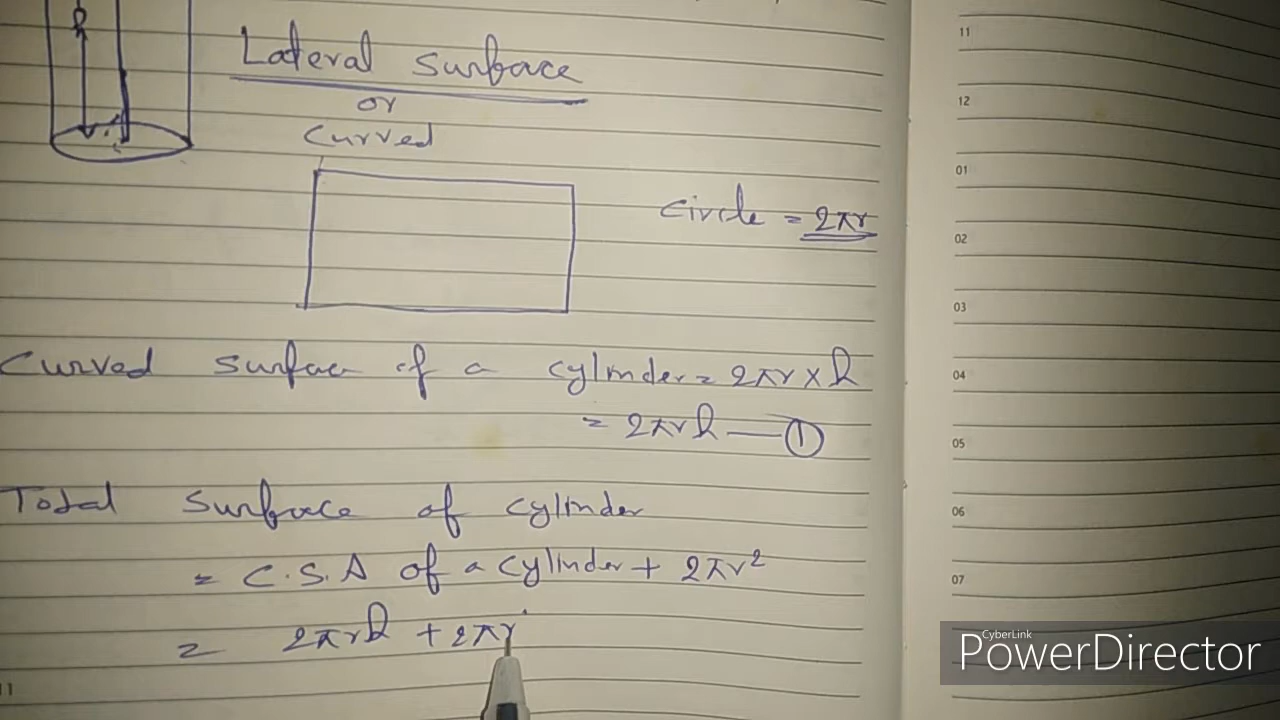 h
Lateral Surface
or
Curved
Circle = 2πr
Curved Surface of a cylinder = 2πr × h
= 2πrh — ①
Total Surface of cylinder
= C.S.A of a cylinder + 2πr²
= 2πrh + 2πr
11
12
01
02
03
04
05
06
07
11
CyberLink
PowerDirector